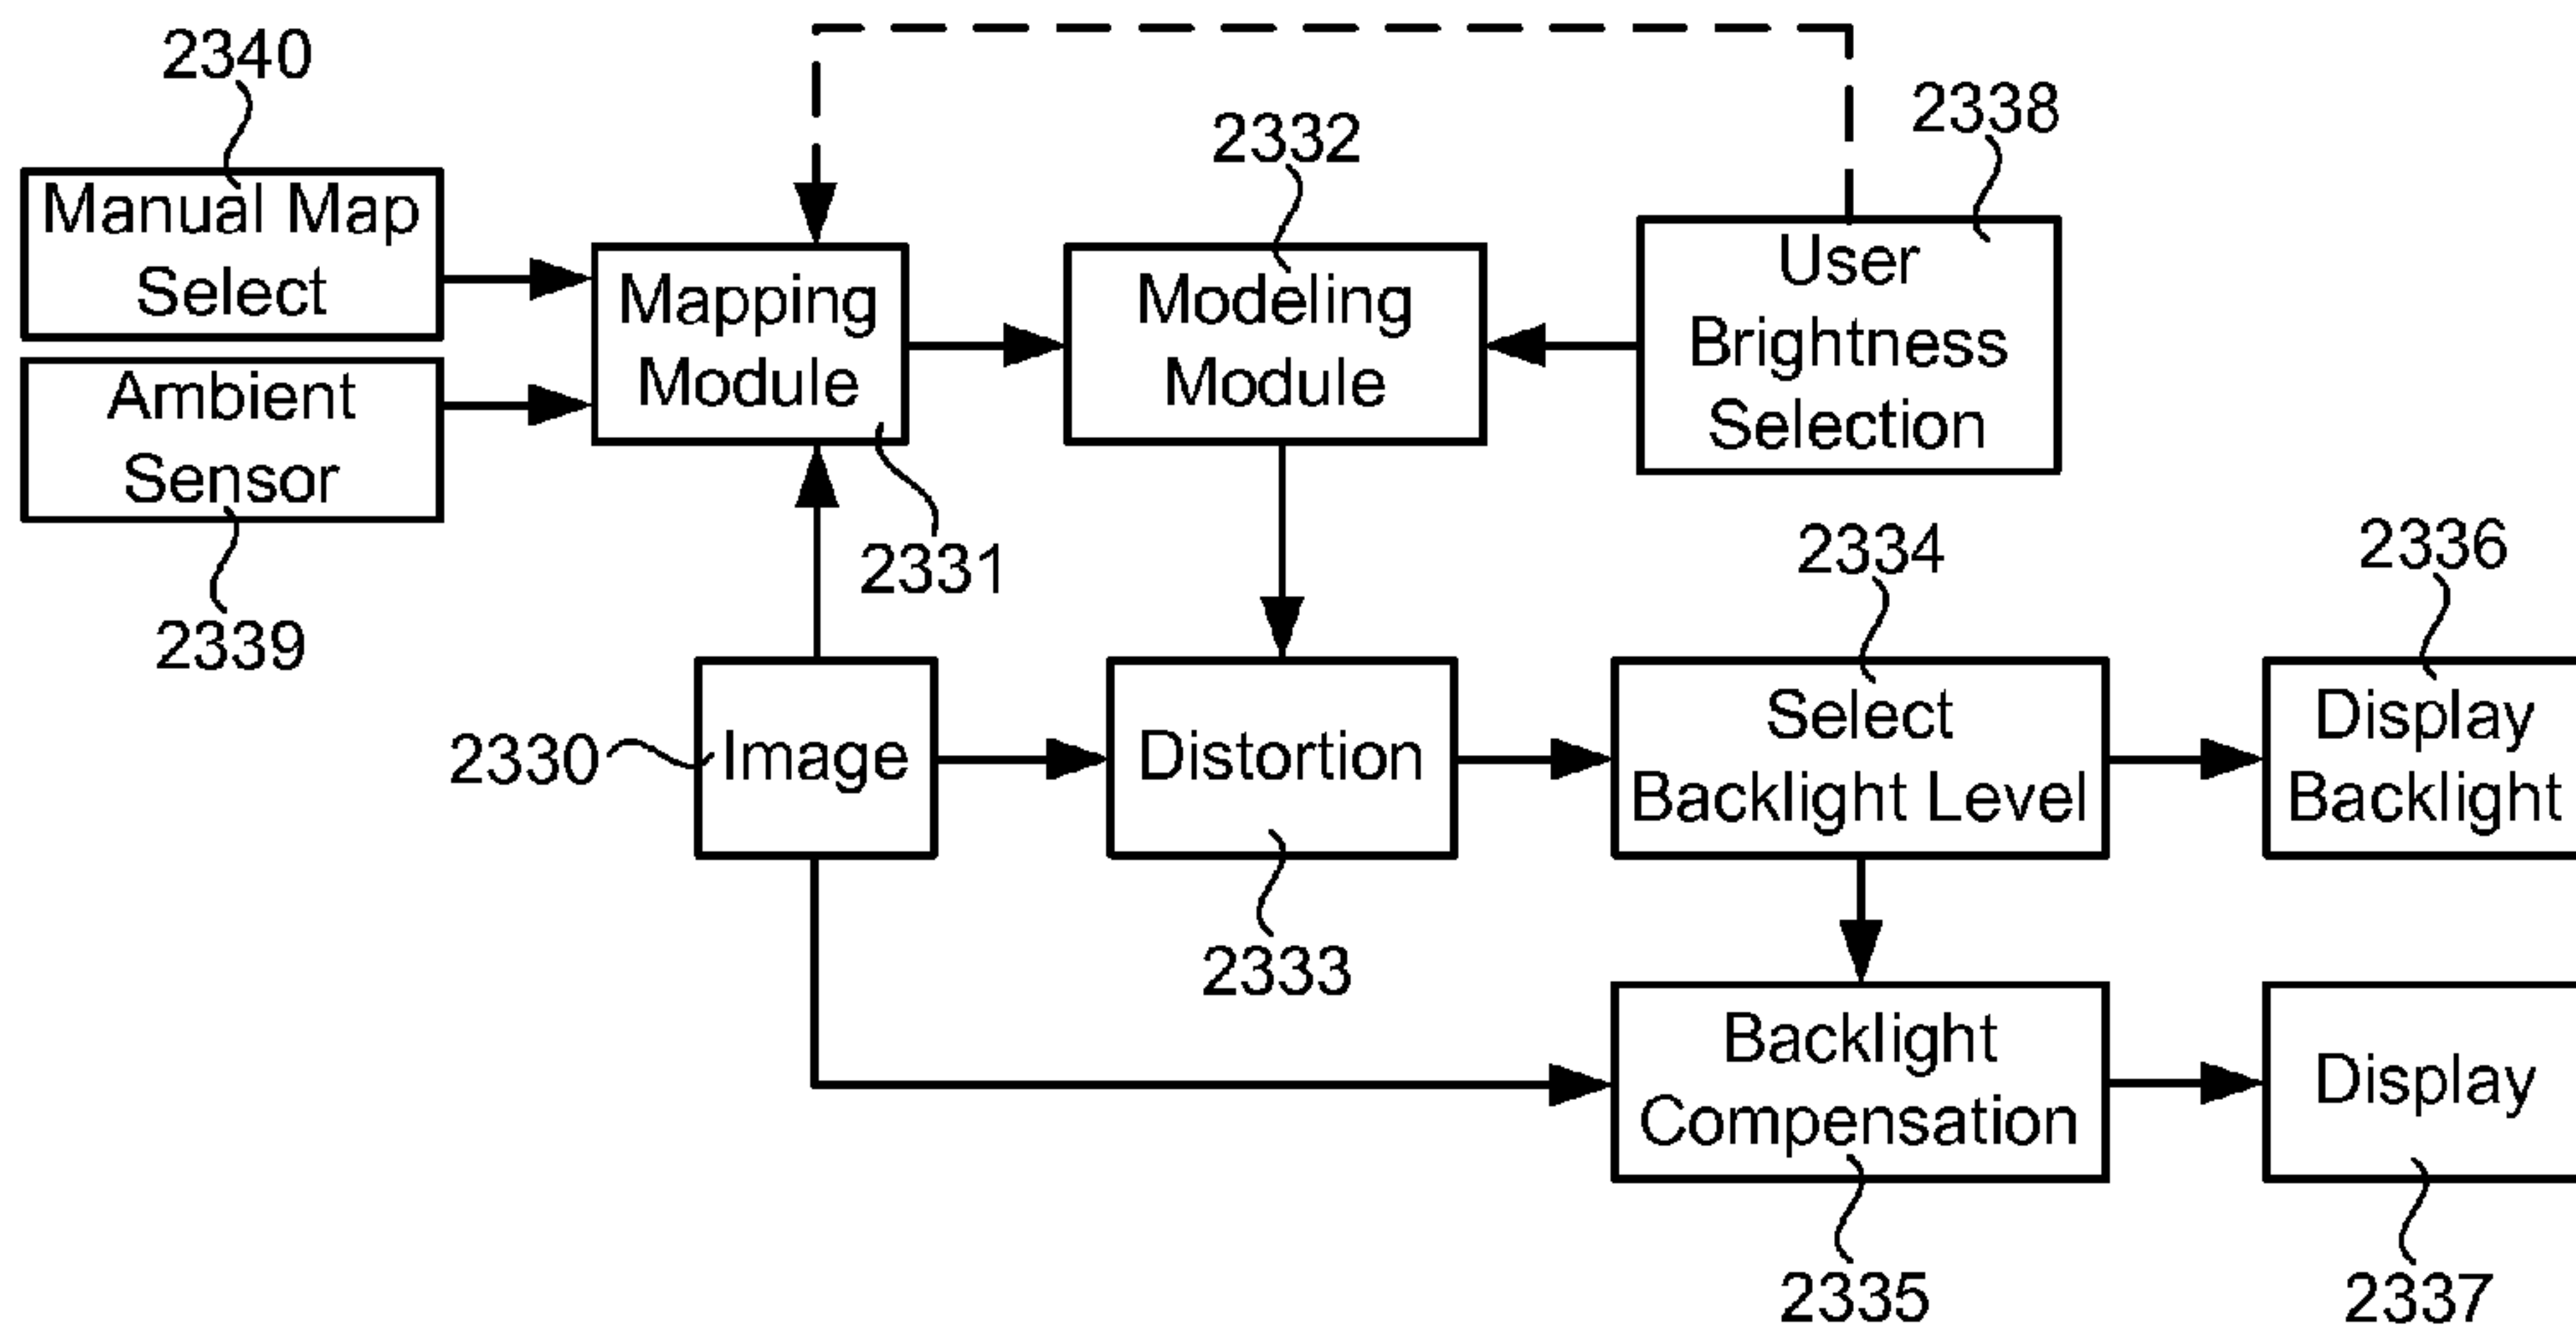 2340
Manual Map
Select
Ambient
Sensor
2339
Mapping
Module
2331
2332
Modeling
Module
2338
User
Brightness
Selection
2330
Image
Distortion
2333
2334
Select
Backlight Level
2336
Display
Backlight
Backlight
Compensation
2335
Display
2337